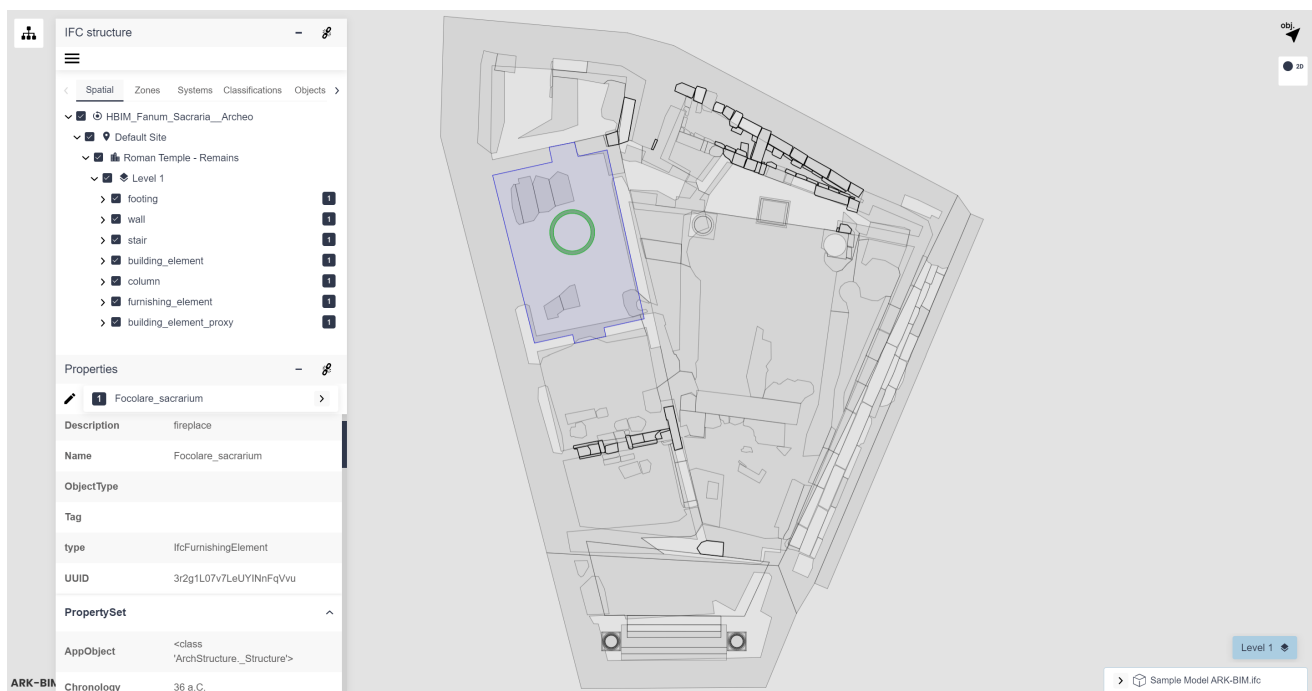 IFC structure
obj.
2D
Spatial Zones Systems Classifications Objects
HBIM_Fanum_Sacraria__Archeo
Default Site
Roman Temple - Remains
Level 1
footing 1
wall 1
stair 1
building_element 1
column 1
furnishing_element 1
building_element_proxy 1
Properties
1 Focolare_sacrarium
Description fireplace
Name Focolare_sacrarium
ObjectType
Tag
type IfcFurnishingElement
UUID 3r2g1L07v7LeUYINnFqVvu
PropertySet
AppObject <class
'ArchStructure._Structure'>
Chronology 36 a.C.
Level 1
ARK-BIM
Sample Model ARK-BIM.ifc